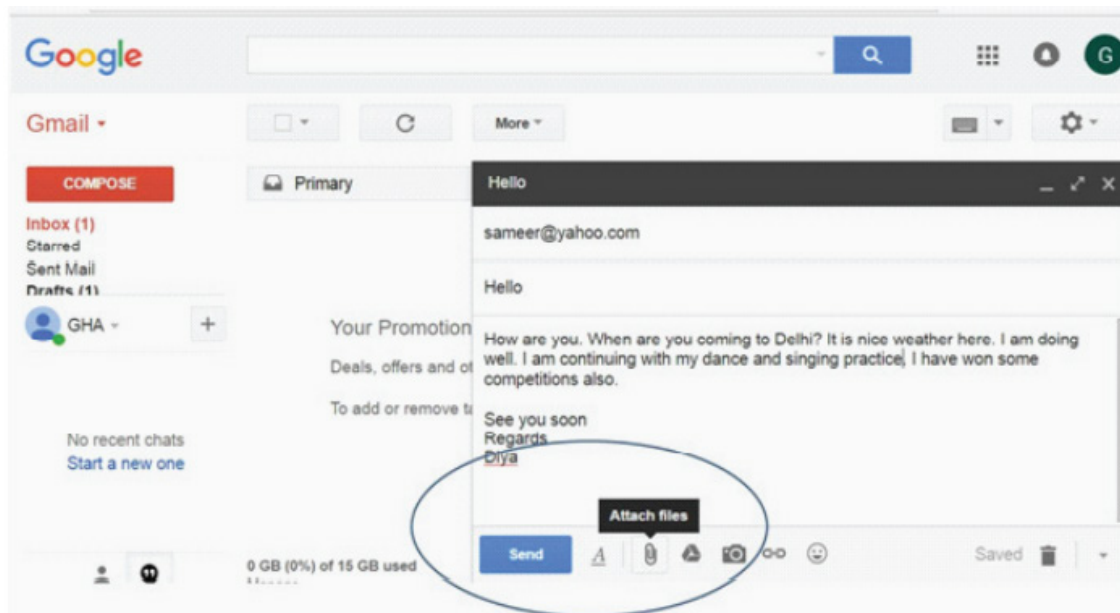 Google
G
Gmail
More
COMPOSE
Primary
Hello
Inbox (1)
Starred
Sent Mail
Drafts (1)
GHA
sameer@yahoo.com
Hello
Your Promotion
Deals, offers and ot
To add or remove ta
How are you. When are you coming to Delhi? It is nice weather here. I am doing
well. I am continuing with my dance and singing practice, I have won some
competitions also.
See you soon
Regards
Diya
No recent chats
Start a new one
Attach files
Send
A
Saved
0 GB (0%) of 15 GB used